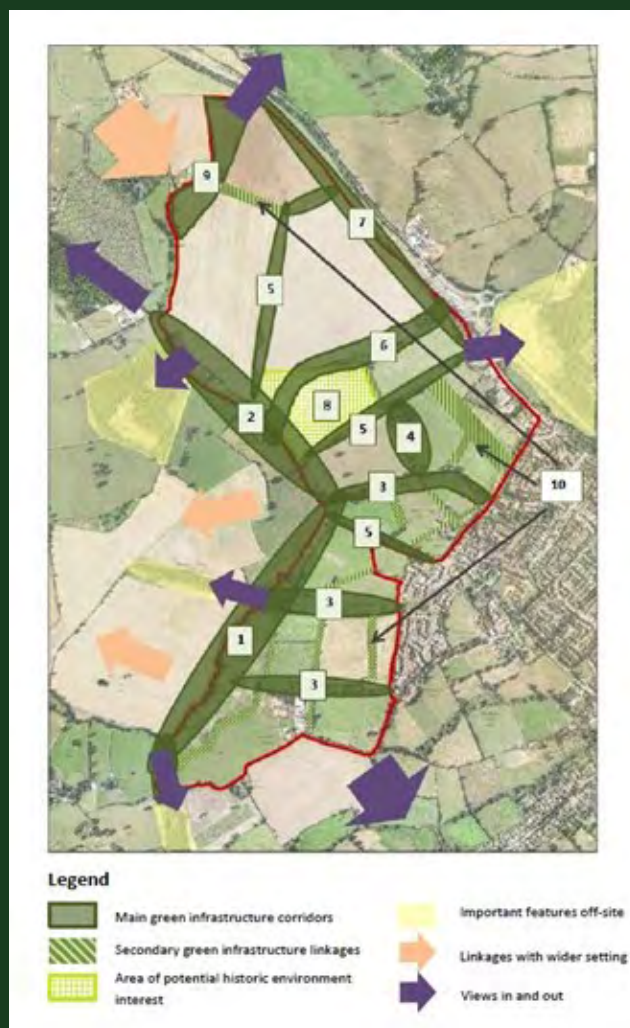 9
7
5
6
8
2
5
4
3
10
5
3
1
3
Legend
Main green infrastructure corridors
Secondary green infrastructure linkages
Area of potential historic environment
interest
Important features off-site
Linkages with wider setting
Views in and out